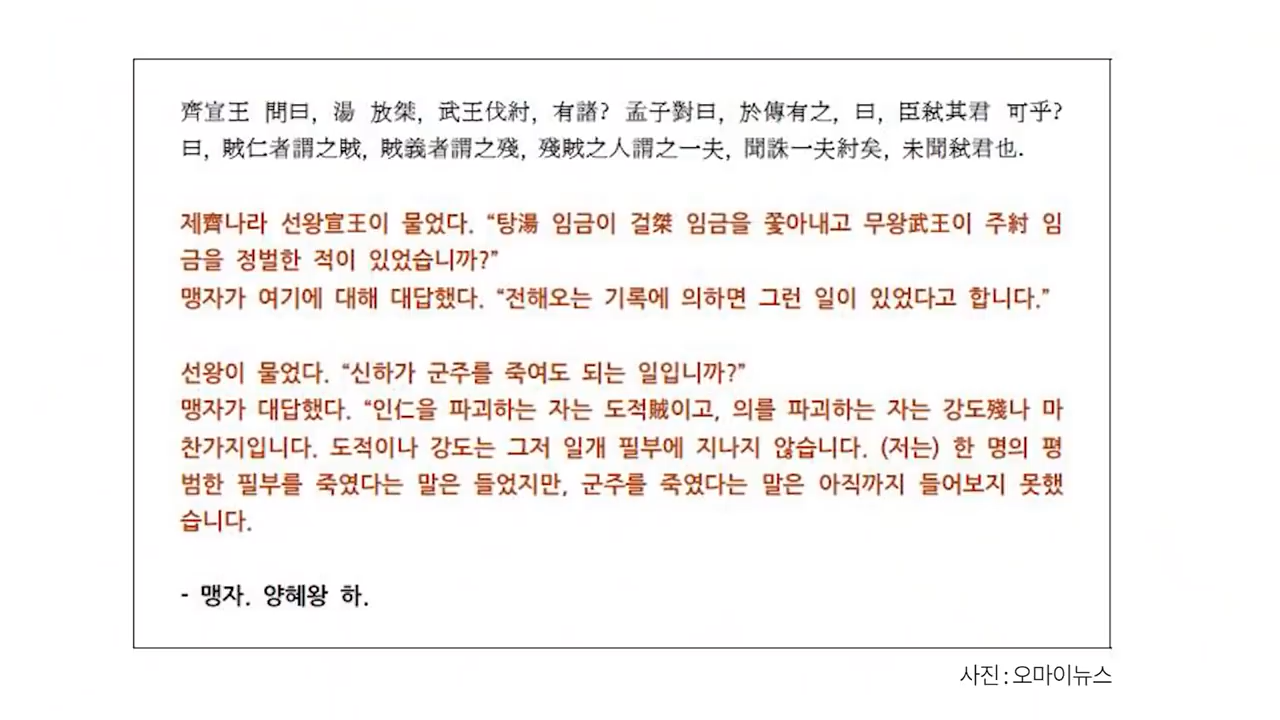 齊宣王 問曰, 湯 放桀, 武王伐紂, 有諸? 孟子對曰, 於傳有之, 曰, 臣弑其君 可乎?
曰, 賊仁者謂之賊, 賊義者謂之殘, 殘賊之人謂之一夫, 聞誅一夫紂矣, 未聞弑君也.
제齊나라 선왕宣王이 물었다. “탕湯 임금이 걸桀 임금을 쫓아내고 무왕武王이 주紂 임
금을 정벌한 적이 있었습니까?”
맹자가 여기에 대해 대답했다. “전해오는 기록에 의하면 그런 일이 있었다고 합니다.”
선왕이 물었다. “신하가 군주를 죽여도 되는 일입니까?”
맹자가 대답했다. “인仁을 파괴하는 자는 도적賊이고, 의를 파괴하는 자는 강도殘나 마
찬가지입니다. 도적이나 강도는 그저 일개 필부에 지나지 않습니다. (저는) 한 명의 평
범한 필부를 죽였다는 말은 들었지만, 군주를 죽였다는 말은 아직까지 들어보지 못했
습니다.
- 맹자. 양혜왕 하.
사진 : 오마이뉴스